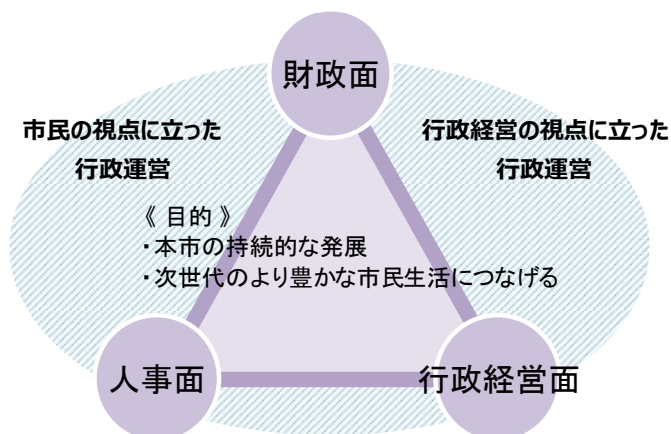 財政面
市民の視点に立った
行政運営
行政経営の視点に立った
行政運営
《 目的 》
・本市の持続的な発展
・次世代のより豊かな市民生活につなげる
人事面
行政経営面